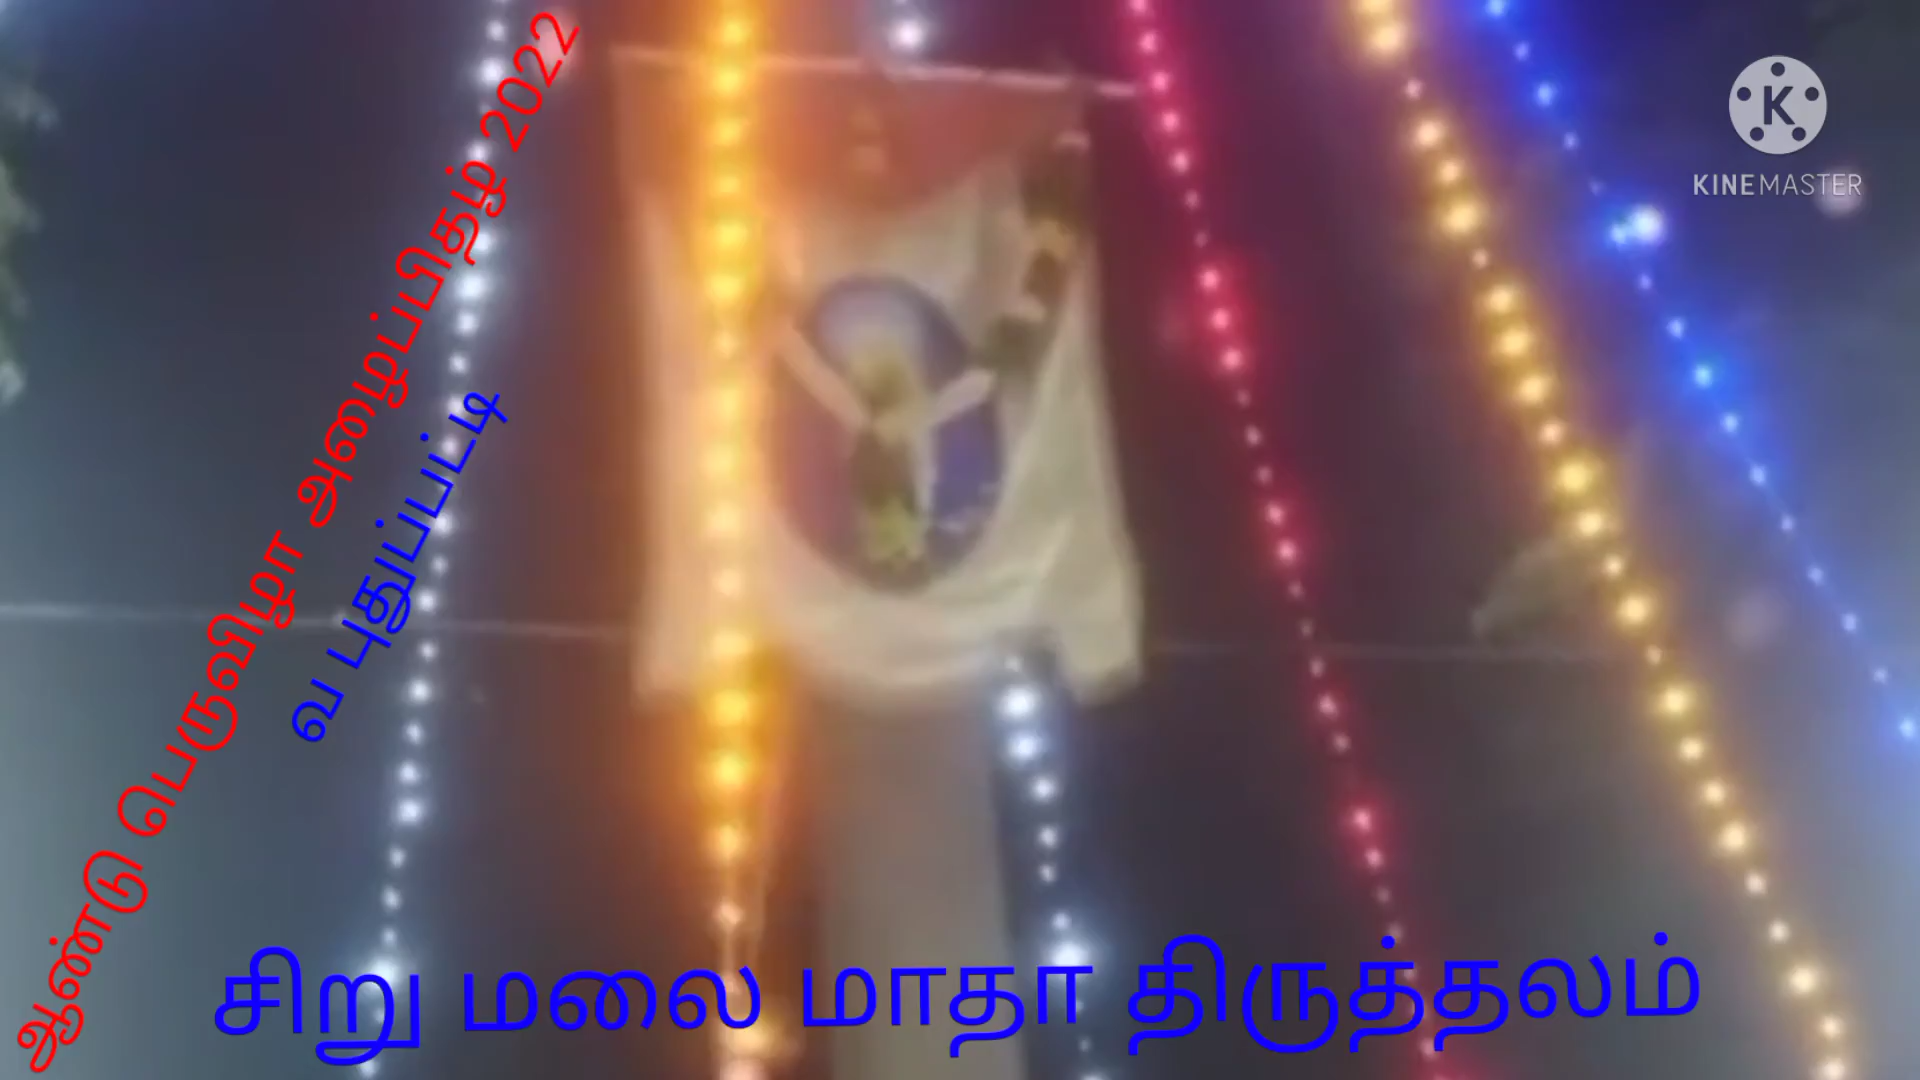 ஆண்டு பெருவிழா அழைப்பிதழ் 2022
வ புதுப்பட்டி
சிறு மலை மாதா திருத்தலம்
KINEMASTER